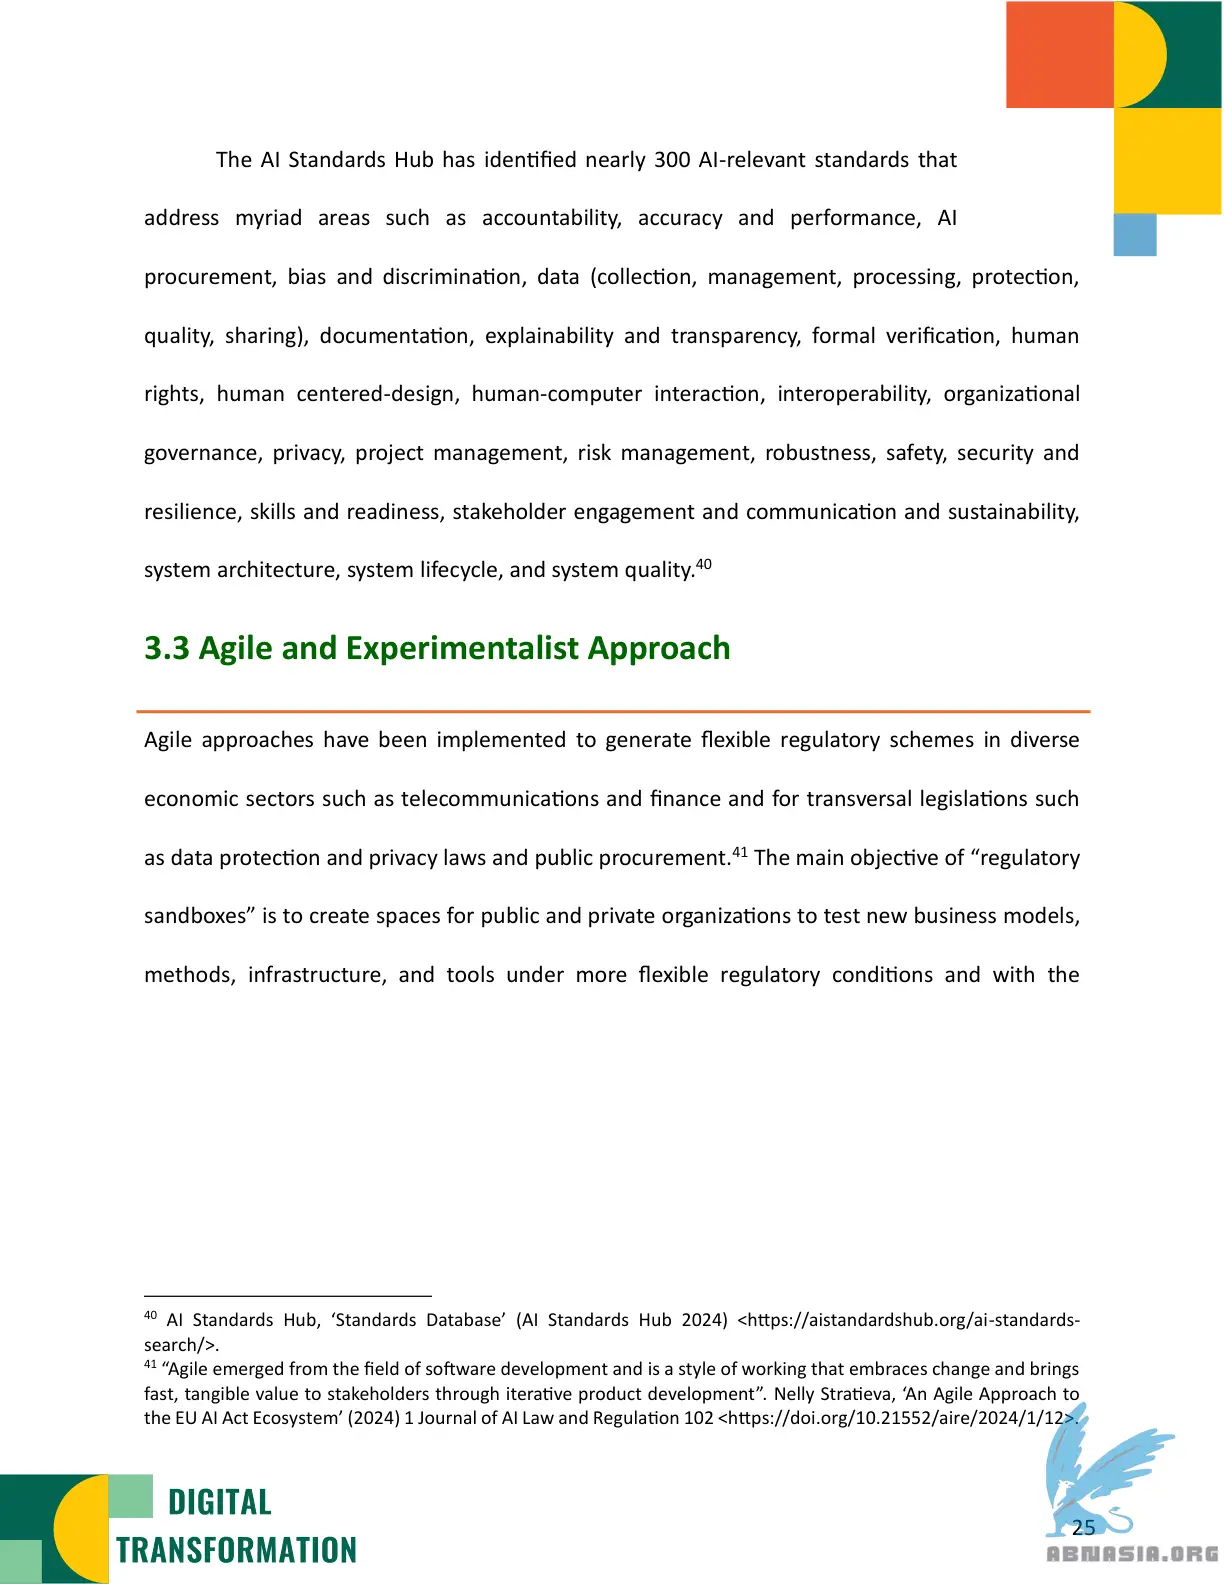 The AI Standards Hub has identified nearly 300 AI-relevant standards that
address myriad areas such as accountability, accuracy and performance, AI
procurement, bias and discrimination, data (collection, management, processing, protection,
quality, sharing), documentation, explainability and transparency, formal verification, human
rights, human centered-design, human-computer interaction, interoperability, organizational
governance, privacy, project management, risk management, robustness, safety, security and
resilience, skills and readiness, stakeholder engagement and communication and sustainability,
system architecture, system lifecycle, and system quality.40
3.3 Agile and Experimentalist Approach
Agile approaches have been implemented to generate flexible regulatory schemes in diverse
economic sectors such as telecommunications and finance and for transversal legislations such
as data protection and privacy laws and public procurement.41 The main objective of “regulatory
sandboxes” is to create spaces for public and private organizations to test new business models,
methods, infrastructure, and tools under more flexible regulatory conditions and with the
40 AI Standards Hub, ‘Standards Database’ (AI Standards Hub 2024) <https://aistandardshub.org/ai-standards-
search/>.
41 “Agile emerged from the field of software development and is a style of working that embraces change and brings
fast, tangible value to stakeholders through iterative product development”. Nelly Stratieva, ‘An Agile Approach to
the EU AI Act Ecosystem’ (2024) 1 Journal of AI Law and Regulation 102 <https://doi.org/10.21552/aire/2024/1/12>.
DIGITAL
TRANSFORMATION
25
ABNASIA.ORG